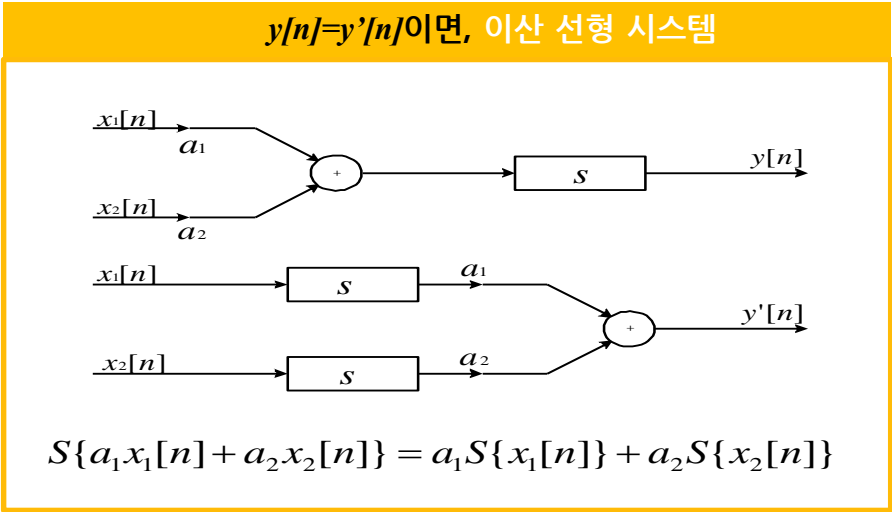 y[n]=y’[n]이면, 이산 선형 시스템
x₁[n]
a₁
+
s
y[n]
x₂[n]
a₂
x₁[n]
s
a₁
+
y'[n]
x₂[n]
s
a₂
S{a₁x₁[n]+a₂x₂[n]} = a₁S{x₁[n]}+a₂S{x₂[n]}